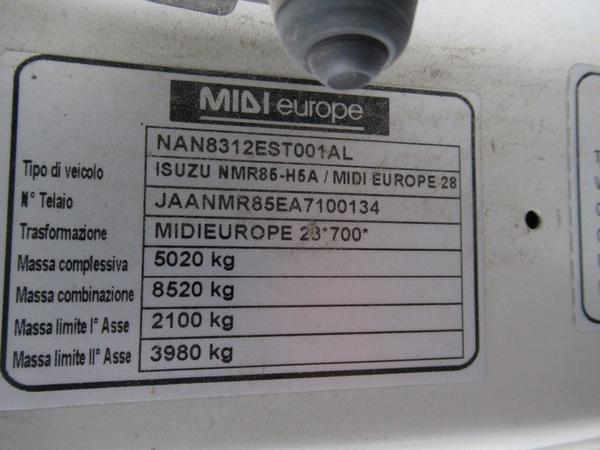 MIDI europe
NAN8312EST001AL
Tipo di veicolo ISUZU NMR85-H5A / MIDI EUROPE 28
N° Telaio JAANMR85EA7100134
Trasformazione MIDIEUROPE 28*700*
Massa complessiva 5020 kg
Massa combinazione 8520 kg
Massa limite I° Asse 2100 kg
Massa limite II° Asse 3980 kg